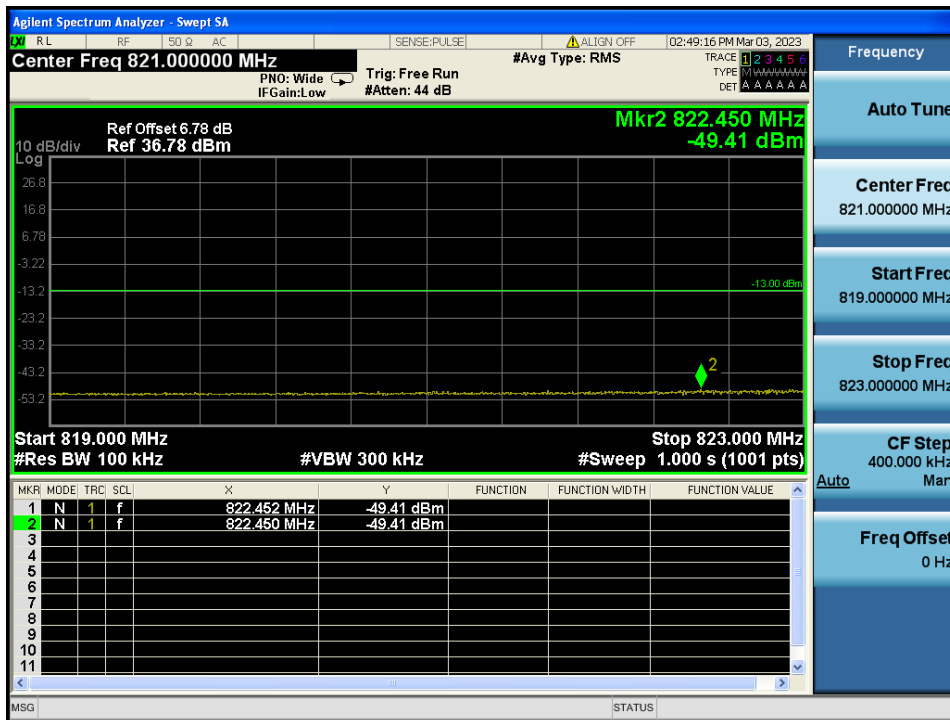 Agilent Spectrum Analyzer - Swept SA
LXI RL RF 50 Ω AC SENSE:PULSE ALIGN OFF 02:49:16 PM Mar 03, 2023
Center Freq 821.000000 MHz
PNO: Wide
IFGain:Low
Trig: Free Run
#Atten: 44 dB
#Avg Type: RMS
TRACE 1 2 3 4 5 6
TYPE M
DET A A A A A A
Ref Offset 6.78 dB
10 dB/div Ref 36.78 dBm
Log
Mkr2 822.450 MHz
-49.41 dBm
26.8
16.8
6.78
-3.22
-13.2
-23.2
-33.2
-43.2
-53.2
-13.00 dBm
2
Start 819.000 MHz Stop 823.000 MHz
#Res BW 100 kHz #VBW 300 kHz #Sweep 1.000 s (1001 pts)
MKR MODE TRC SCL X Y FUNCTION FUNCTION WIDTH FUNCTION VALUE
1 N 1 f 822.452 MHz -49.41 dBm
2 N 1 f 822.450 MHz -49.41 dBm
3
4
5
6
7
8
9
10
11
MSG STATUS
Frequency
Auto Tune
Center Freq
821.000000 MHz
Start Freq
819.000000 MHz
Stop Freq
823.000000 MHz
CF Step
400.000 kHz
Auto Man
Freq Offset
0 Hz